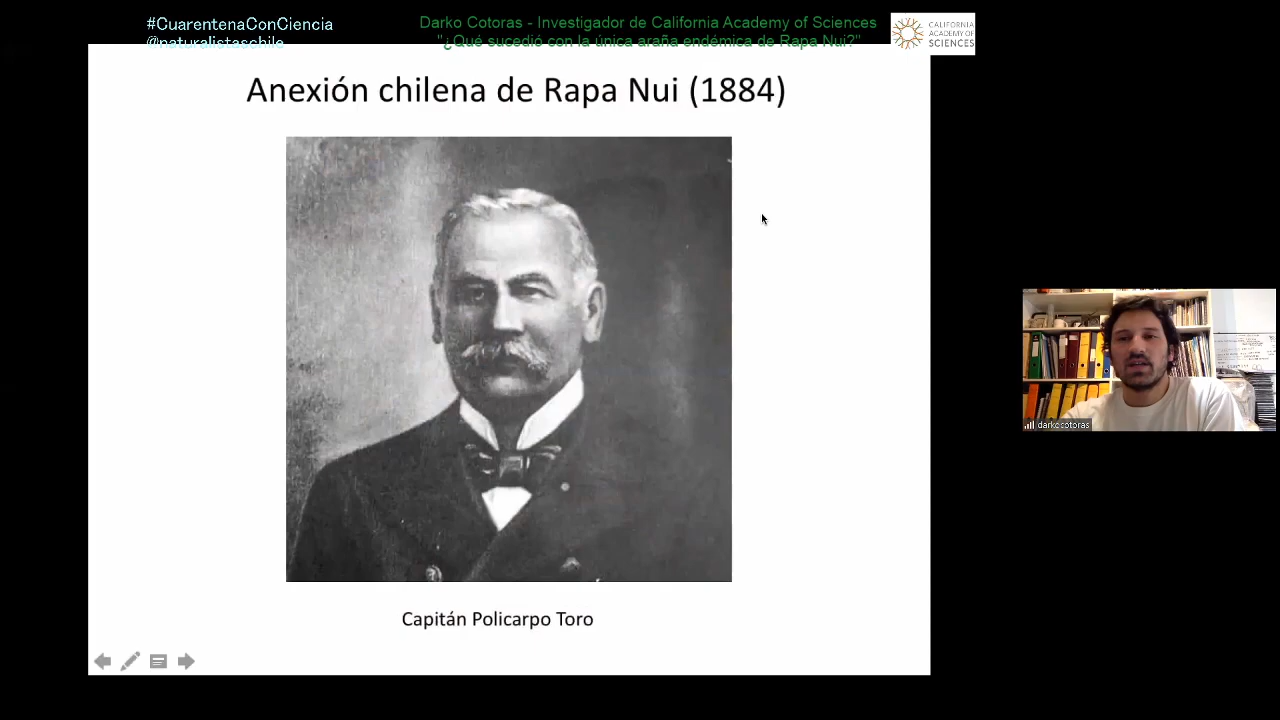 #CuarentenaConCiencia
@naturalistaschile
Darko Cotoras - Investigador de California Academy of Sciences
"¿Qué sucedió con la única araña endémica de Rapa Nui?"
CALIFORNIA
ACADEMY OF
SCIENCES
Anexión chilena de Rapa Nui (1884)
Capitán Policarpo Toro
darkocotoras